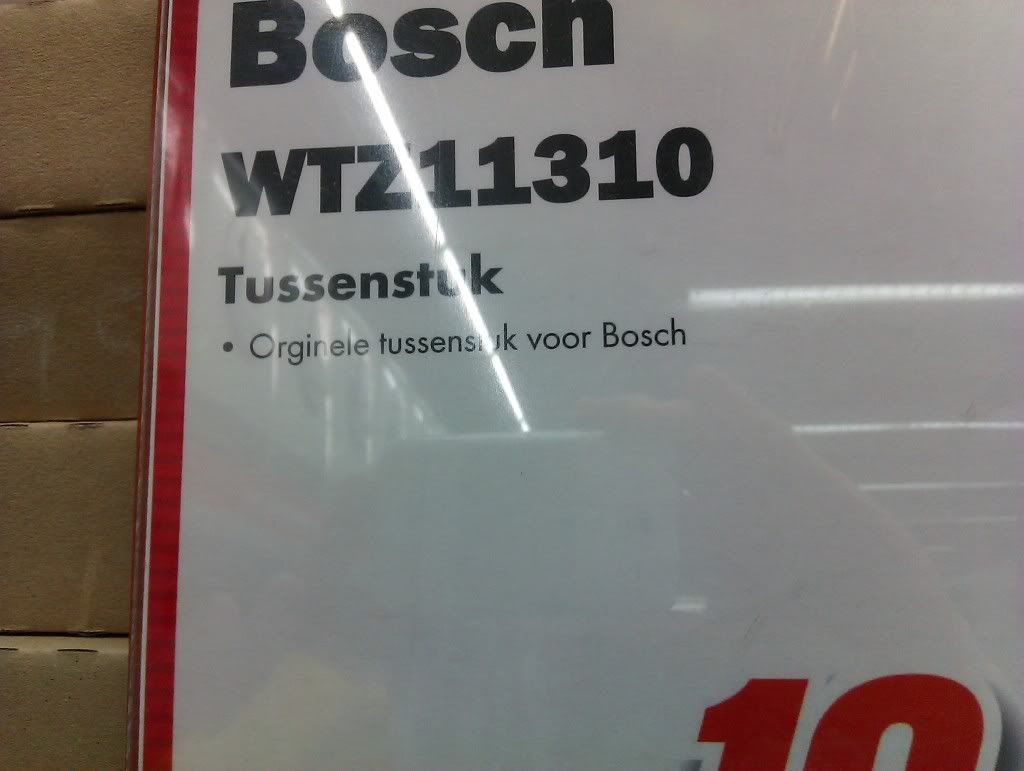 Bosch
WTZ11310
Tussenstuk
• Orginele tussenstuk voor Bosch
10